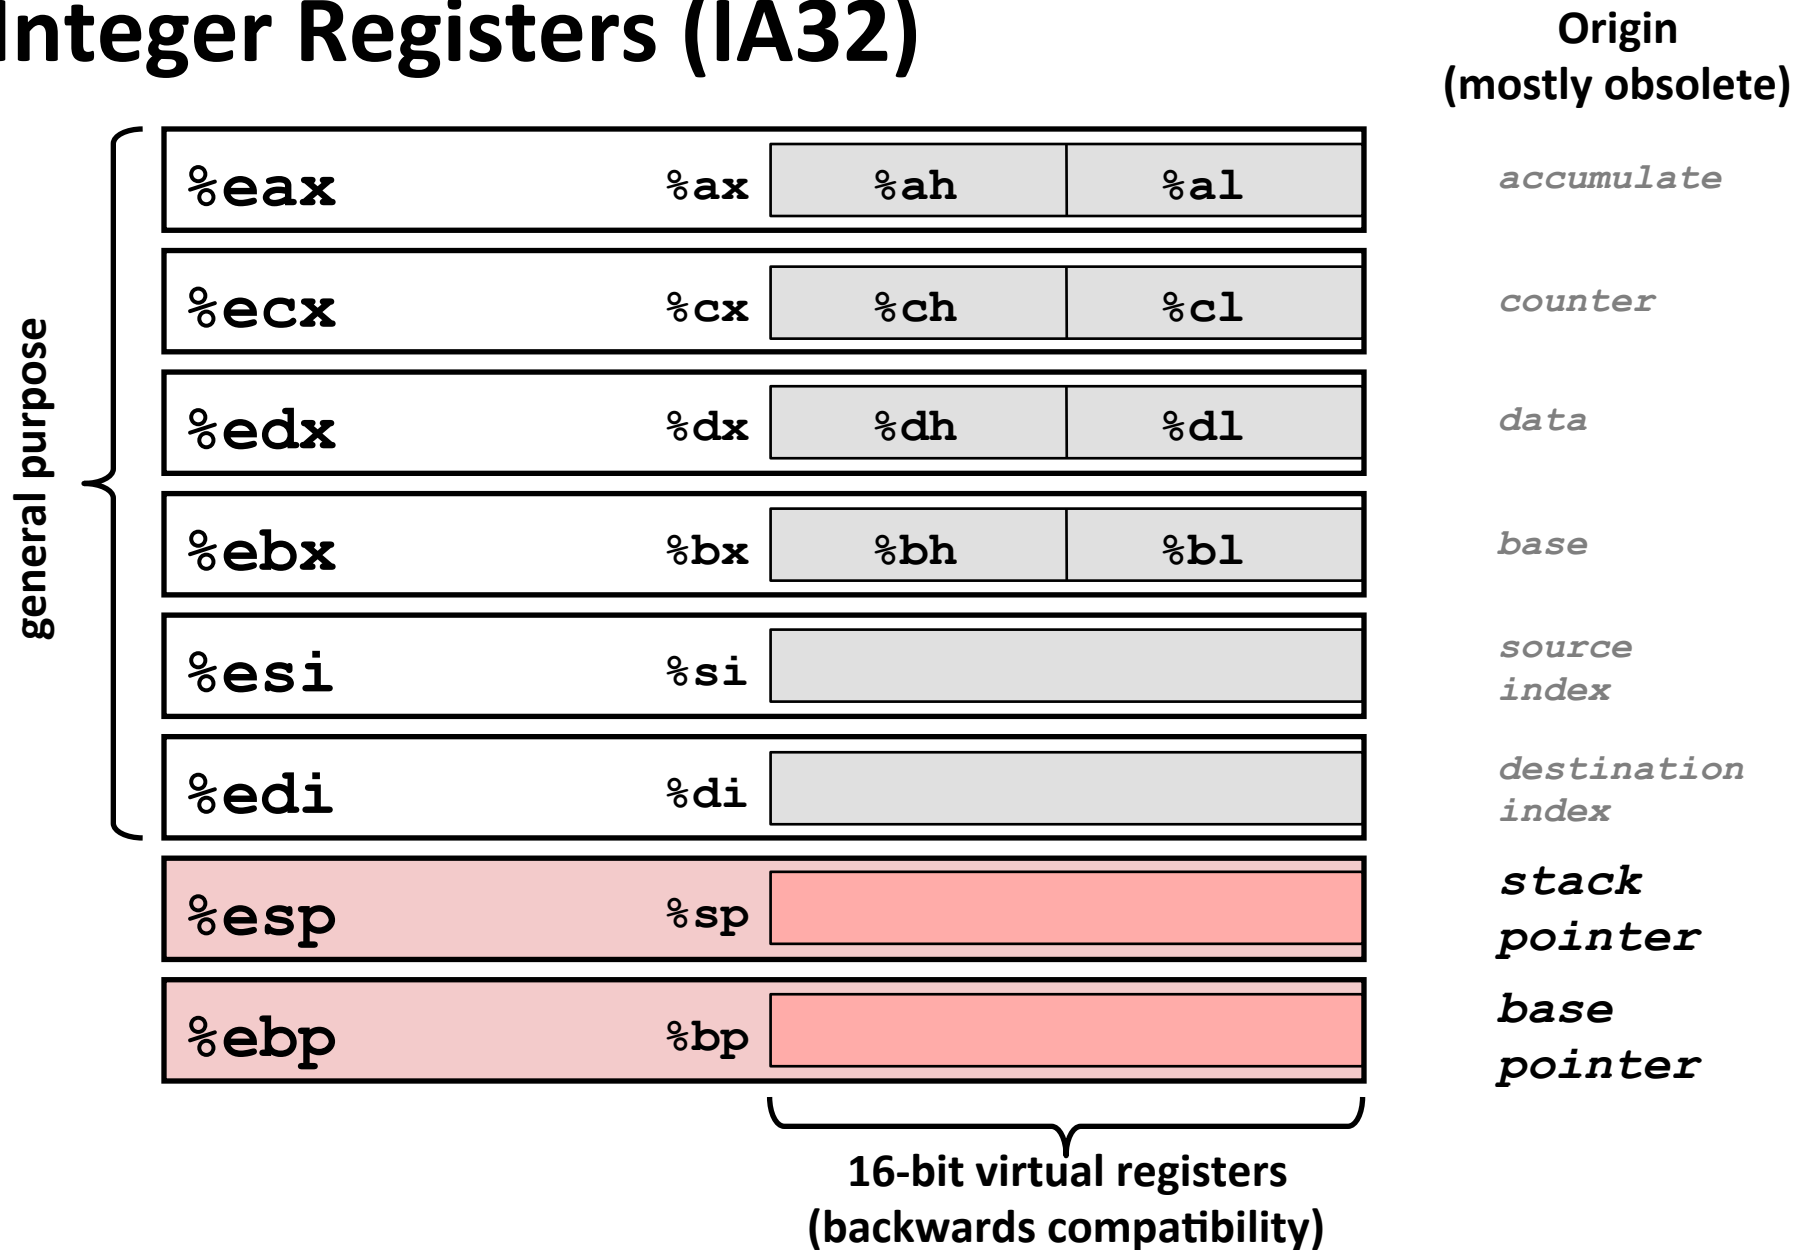 Integer Registers (IA32)
Origin
(mostly obsolete)
general purpose
%eax %ax %ah %al accumulate
%ecx %cx %ch %cl counter
%edx %dx %dh %dl data
%ebx %bx %bh %bl base
%esi %si source
index
%edi %di destination
index
%esp %sp stack
pointer
%ebp %bp base
pointer
16-bit virtual registers
(backwards compatibility)